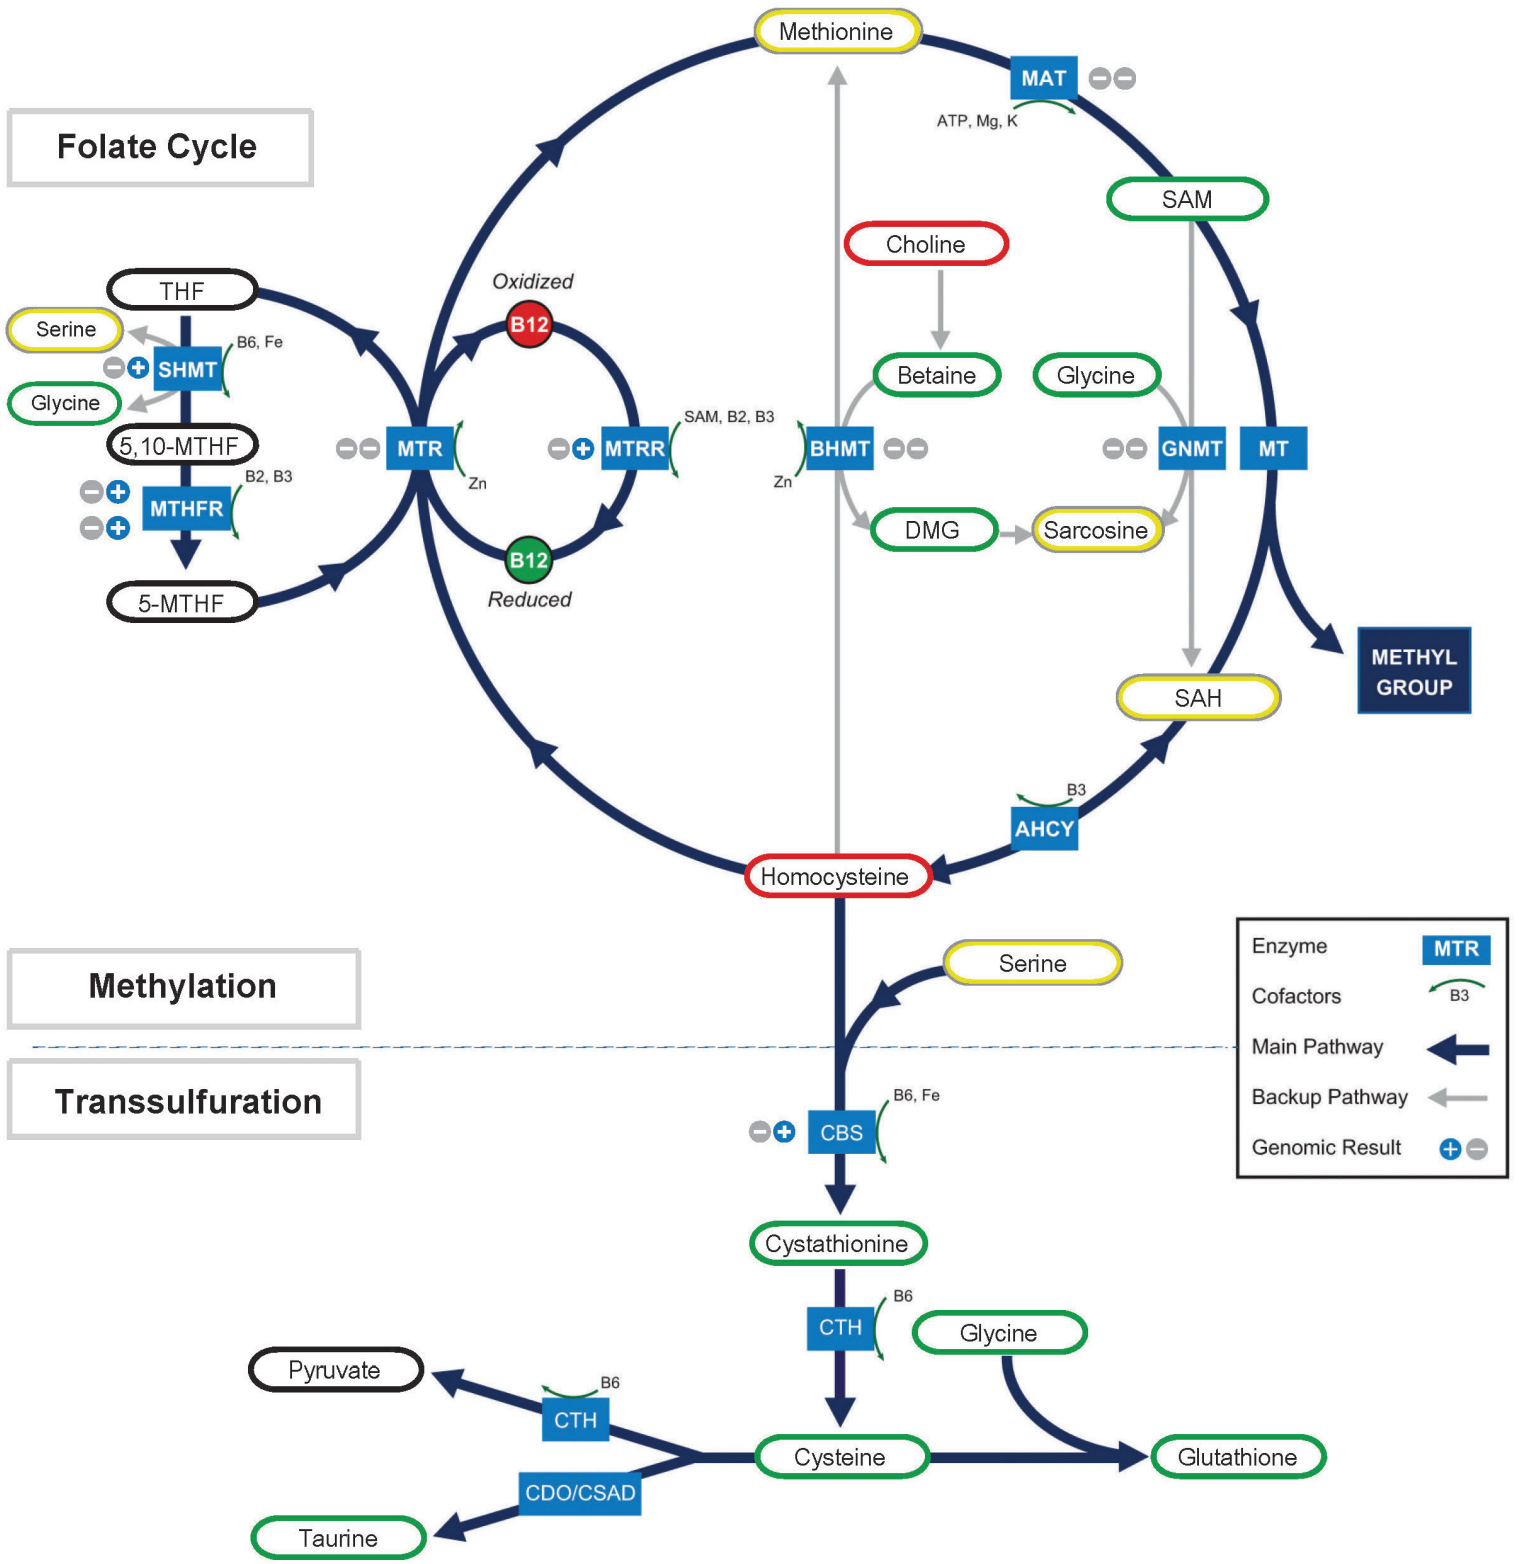 Methionine
MAT
ATP, Mg, K
Folate Cycle
SAM
Choline
THF
Oxidized
B12
Serine
B6, Fe
SHMT
Glycine
Betaine
Glycine
5,10-MTHF
SAM, B2, B3
MTR
MTRR
BHMT
GNMT
MT
B2, B3
Zn
Zn
MTHFR
DMG
Sarcosine
B12
Reduced
5-MTHF
METHYL
GROUP
SAH
B3
AHCY
Homocysteine
Serine
Methylation
Enzyme
MTR
Cofactors
B3
Main Pathway
Backup Pathway
Genomic Result
Transsulfuration
B6, Fe
CBS
Cystathionine
B6
CTH
Glycine
Pyruvate
B6
CTH
Cysteine
Glutathione
CDO/CSAD
Taurine